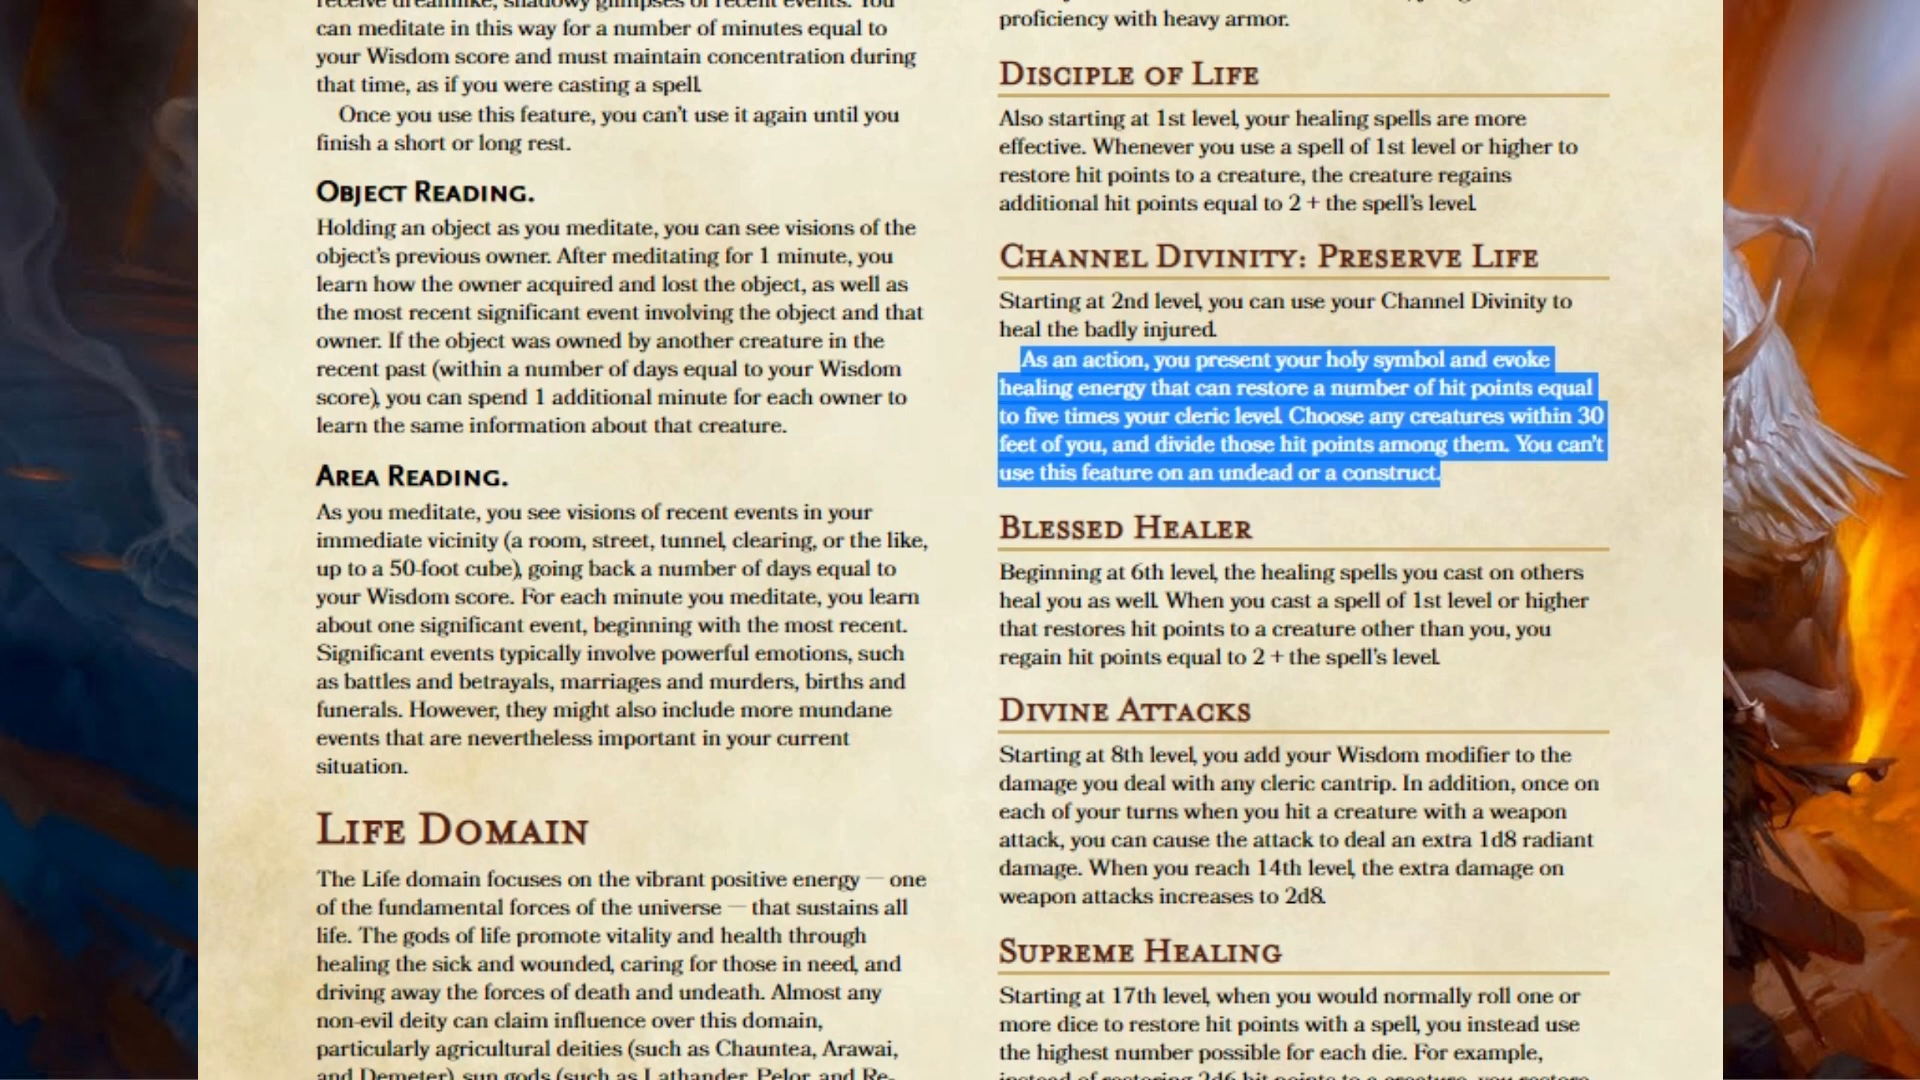 receive dreamlike, shadowy glimpses of recent events. You
can meditate in this way for a number of minutes equal to
your Wisdom score and must maintain concentration during
that time, as if you were casting a spell.
Once you use this feature, you can't use it again until you
finish a short or long rest.
OBJECT READING.
Holding an object as you meditate, you can see visions of the
object's previous owner. After meditating for 1 minute, you
learn how the owner acquired and lost the object, as well as
the most recent significant event involving the object and that
owner. If the object was owned by another creature in the
recent past (within a number of days equal to your Wisdom
score), you can spend 1 additional minute for each owner to
learn the same information about that creature.
AREA READING.
As you meditate, you see visions of recent events in your
immediate vicinity (a room, street, tunnel, clearing, or the like,
up to a 50-foot cube), going back a number of days equal to
your Wisdom score. For each minute you meditate, you learn
about one significant event, beginning with the most recent.
Significant events typically involve powerful emotions, such
as battles and betrayals, marriages and murders, births and
funerals. However, they might also include more mundane
events that are nevertheless important in your current
situation.
LIFE DOMAIN
The Life domain focuses on the vibrant positive energy — one
of the fundamental forces of the universe — that sustains all
life. The gods of life promote vitality and health through
healing the sick and wounded, caring for those in need, and
driving away the forces of death and undeath. Almost any
non-evil deity can claim influence over this domain,
particularly agricultural deities (such as Chauntea, Arawai,
and Demeter), sun gods (such as Lathander, Pelor, and Re-
proficiency with heavy armor.
DISCIPLE OF LIFE
Also starting at 1st level, your healing spells are more
effective. Whenever you use a spell of 1st level or higher to
restore hit points to a creature, the creature regains
additional hit points equal to 2 + the spell's level.
CHANNEL DIVINITY: PRESERVE LIFE
Starting at 2nd level, you can use your Channel Divinity to
heal the badly injured.
As an action, you present your holy symbol and evoke
healing energy that can restore a number of hit points equal
to five times your cleric level. Choose any creatures within 30
feet of you, and divide those hit points among them. You can't
use this feature on an undead or a construct.
BLESSED HEALER
Beginning at 6th level, the healing spells you cast on others
heal you as well. When you cast a spell of 1st level or higher
that restores hit points to a creature other than you, you
regain hit points equal to 2 + the spell's level.
DIVINE ATTACKS
Starting at 8th level, you add your Wisdom modifier to the
damage you deal with any cleric cantrip. In addition, once on
each of your turns when you hit a creature with a weapon
attack, you can cause the attack to deal an extra 1d8 radiant
damage. When you reach 14th level, the extra damage on
weapon attacks increases to 2d8.
SUPREME HEALING
Starting at 17th level, when you would normally roll one or
more dice to restore hit points with a spell, you instead use
the highest number possible for each die. For example,
instead of restoring 2d6 hit points to a creature, you restore